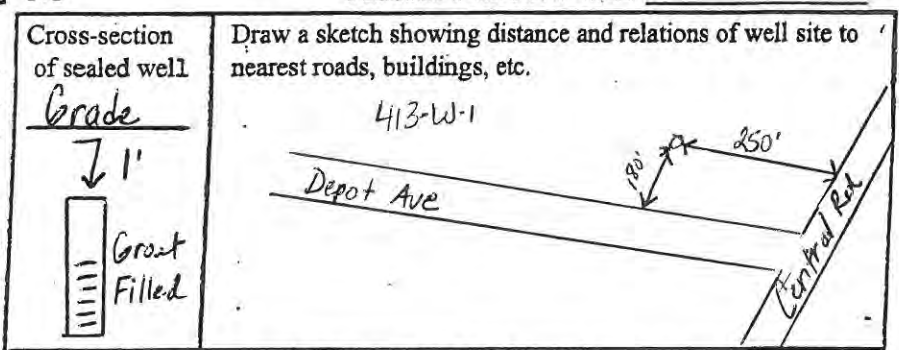 Cross-section
of sealed well
Grade
1'
Grout
Filled
Draw a sketch showing distance and relations of well site to
nearest roads, buildings, etc.
413-W-1
180'
250'
Depot Ave
Central Rd